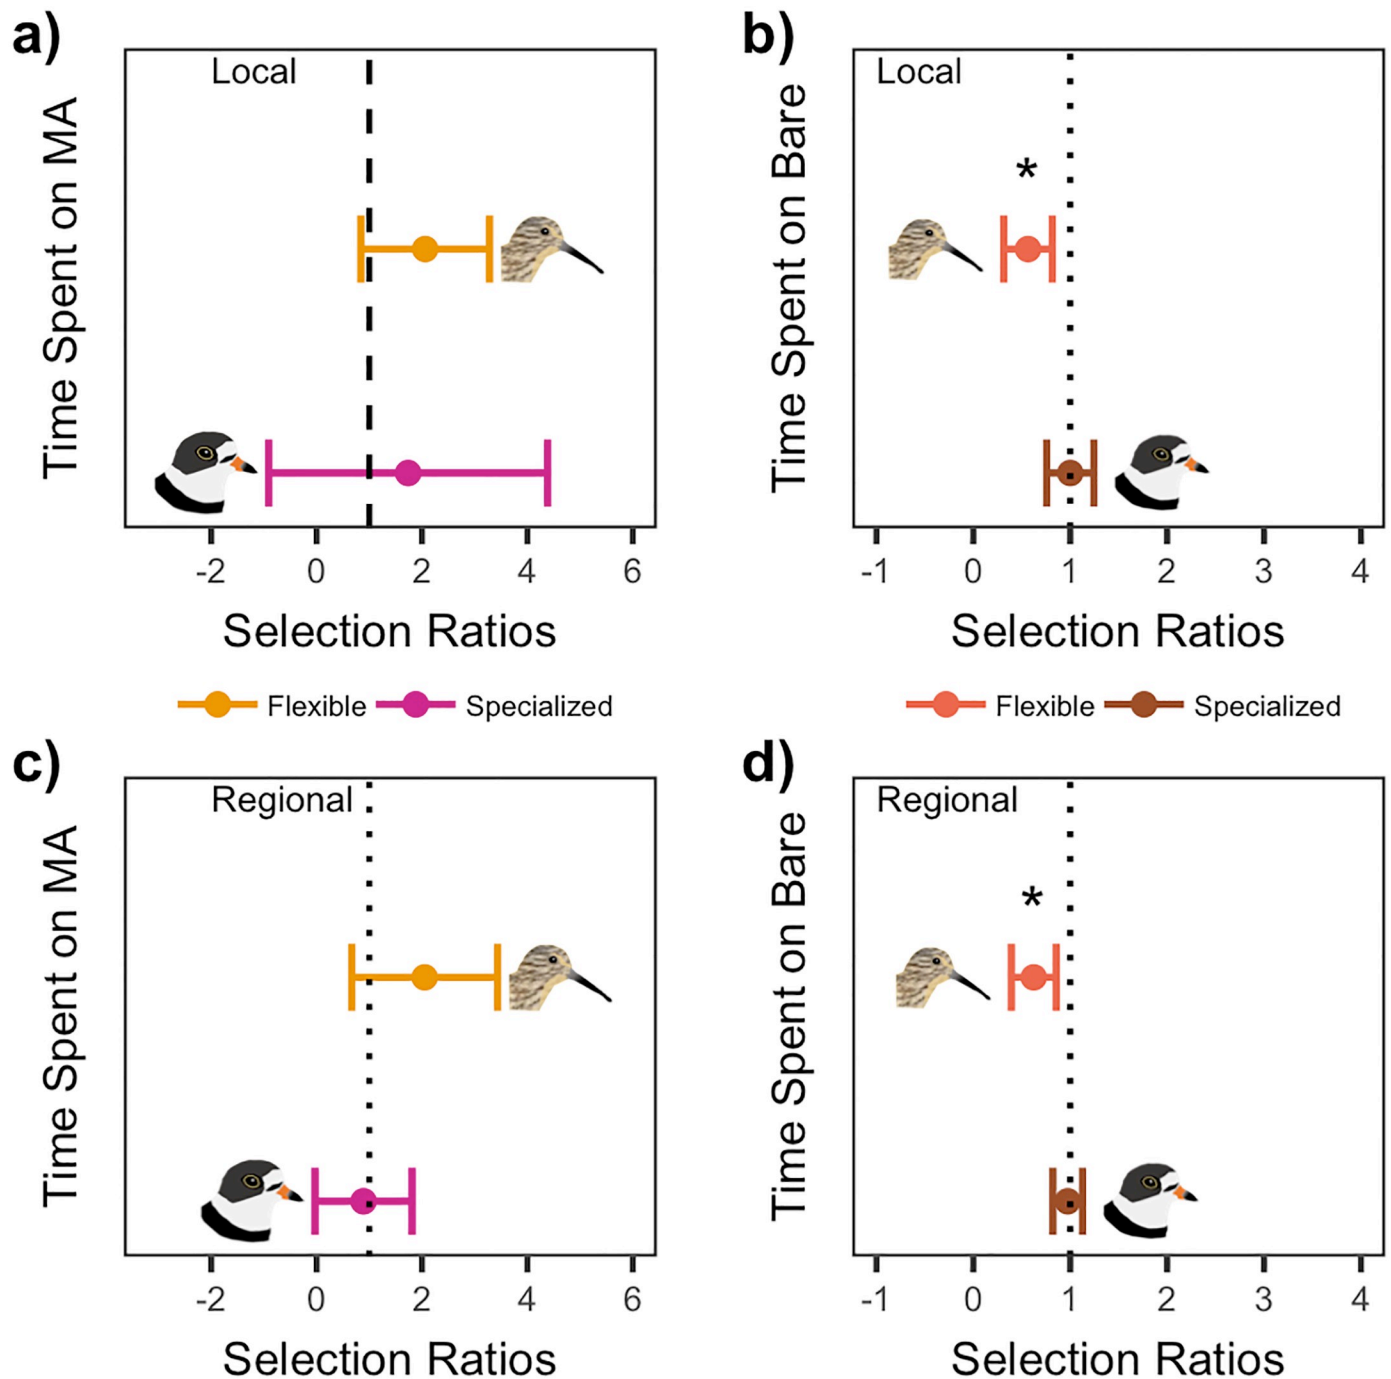 a)
Local
Time Spent on MA
-2 0 2 4 6
Selection Ratios
Flexible Specialized
b)
Local
*
Time Spent on Bare
-1 0 1 2 3 4
Selection Ratios
Flexible Specialized
c)
Regional
Time Spent on MA
-2 0 2 4 6
Selection Ratios
d)
Regional
*
Time Spent on Bare
-1 0 1 2 3 4
Selection Ratios